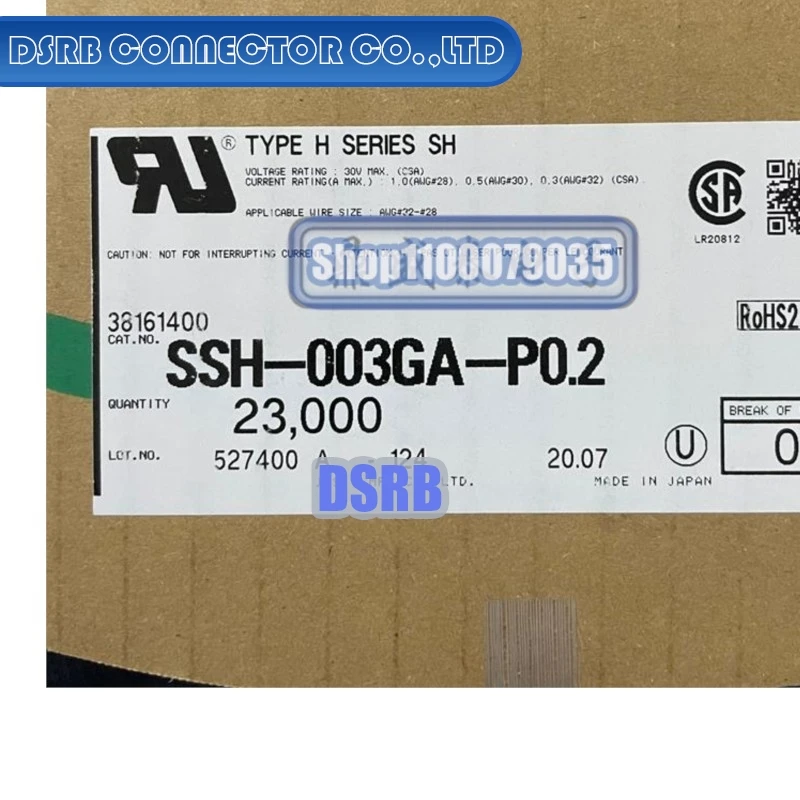 DSRB CONNECTOR CO.,LTD
® TYPE H SERIES SH
VOLTAGE RATING : 30V MAX. (CSA)
CURRENT RATING(A MAX.) : 1.0(AWG#28), 0.5(AWG#30), 0.3(AWG#32) (CSA).
APPLICABLE WIRE SIZE : AWG#32-#28
LR20812
CAUTION: NOT FOR INTERRUPTING
Shop1100079035
38161400
RoHS2
CAT.NO.
SSH-003GA-P0.2
QUANTITY 23,000
BREAK OF
0
LOT.NO. 527400 A - 124 20.07 U
DSRB LTD. MADE IN JAPAN